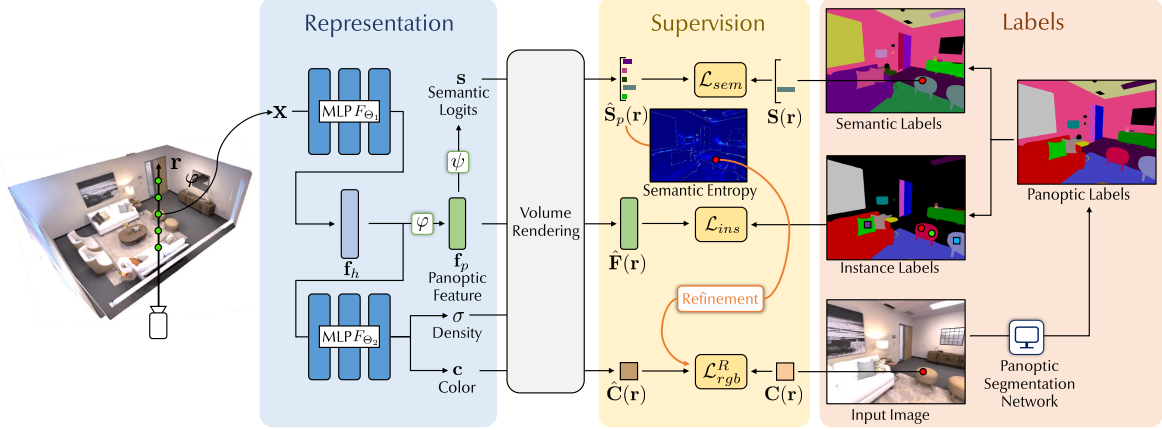 Representation
Supervision
Labels
r
φ
x
MLP F_Θ₁
f_h
φ
ψ
s
Semantic
Logits
f_p
Panoptic
Feature
MLP F_Θ₂
σ
Density
c
Color
Volume
Rendering
Ŝ_p(r)
L_sem
S(r)
Semantic Entropy
F̂(r)
L_ins
Refinement
Ĉ(r)
L^R_rgb
C(r)
Semantic Labels
Instance Labels
Input Image
Panoptic Labels
Panoptic
Segmentation
Network